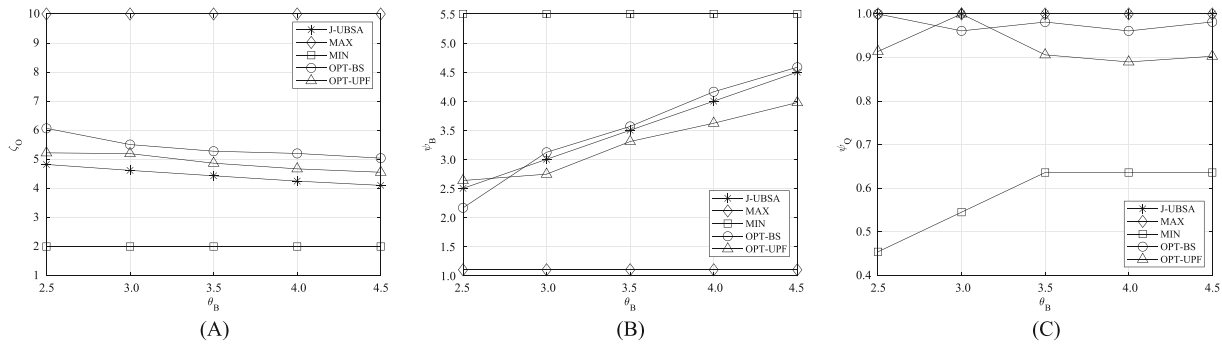 10
9
8
7
6
5
4
3
2
1
ζO
2.5 3.0 3.5 4.0 4.5
θB
J-UBSA
MAX
MIN
OPT-BS
OPT-UPF
(A)
5.5
5.0
4.5
4.0
3.5
3.0
2.5
2.0
1.5
1.0
ψB
2.5 3.0 3.5 4.0 4.5
θB
J-UBSA
MAX
MIN
OPT-BS
OPT-UPF
(B)
1.0
0.9
0.8
0.7
0.6
0.5
0.4
ψQ
2.5 3.0 3.5 4.0 4.5
θB
J-UBSA
MAX
MIN
OPT-BS
OPT-UPF
(C)